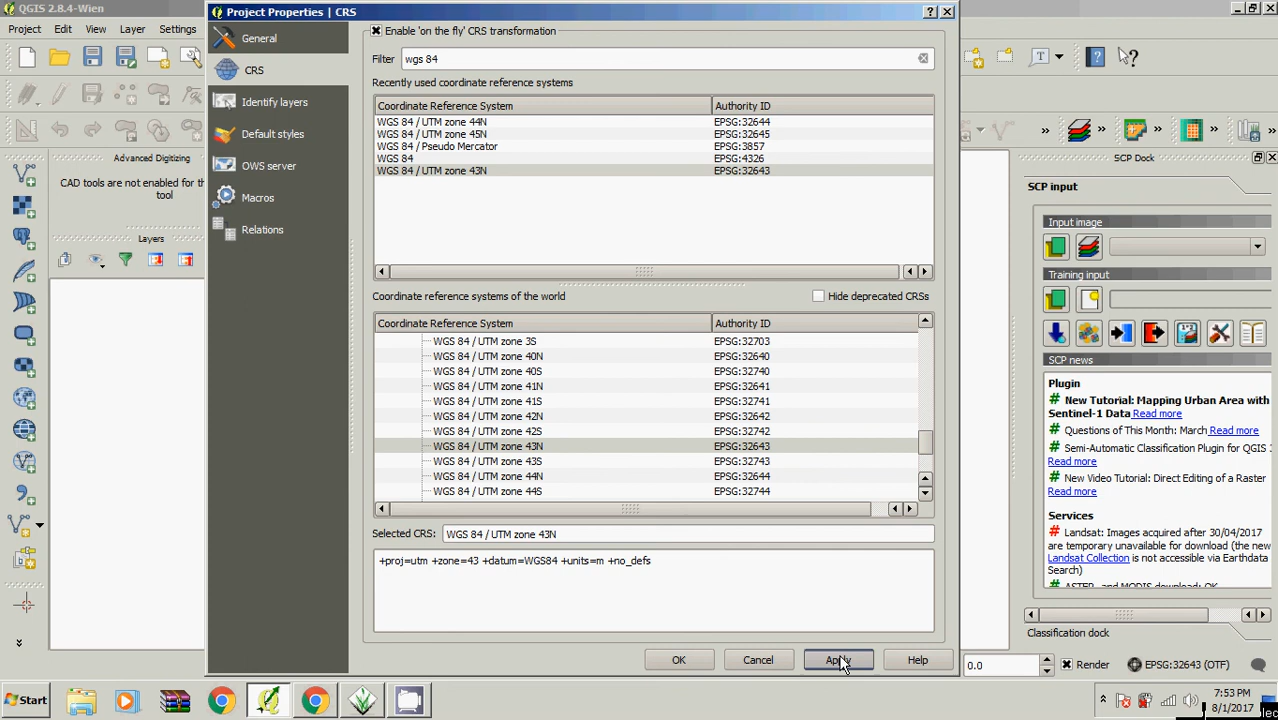 QGIS 2.8.4-Wien
Project Edit View Layer Settings
Project Properties | CRS
General
CRS
Identify layers
Default styles
OWS server
Macros
Relations
Enable 'on the fly' CRS transformation
Filter wgs 84
Recently used coordinate reference systems
Coordinate Reference System Authority ID
WGS 84 / UTM zone 44N EPSG:32644
WGS 84 / UTM zone 45N EPSG:32645
WGS 84 / Pseudo Mercator EPSG:3857
WGS 84 EPSG:4326
WGS 84 / UTM zone 43N EPSG:32643
Coordinate reference systems of the world
Hide deprecated CRSs
Coordinate Reference System Authority ID
WGS 84 / UTM zone 3S EPSG:32703
WGS 84 / UTM zone 40N EPSG:32640
WGS 84 / UTM zone 40S EPSG:32740
WGS 84 / UTM zone 41N EPSG:32641
WGS 84 / UTM zone 41S EPSG:32741
WGS 84 / UTM zone 42N EPSG:32642
WGS 84 / UTM zone 42S EPSG:32742
WGS 84 / UTM zone 43N EPSG:32643
WGS 84 / UTM zone 43S EPSG:32743
WGS 84 / UTM zone 44N EPSG:32644
WGS 84 / UTM zone 44S EPSG:32744
Selected CRS: WGS 84 / UTM zone 43N
+proj=utm +zone=43 +datum=WGS84 +units=m +no_defs
OK Cancel Apply Help
Advanced Digitizing
CAD tools are not enabled for th
tool
Layers
SCP Dock
SCP input
Input image
Training input
SCP news
Plugin
# New Tutorial: Mapping Urban Area with
Sentinel-1 Data Read more
# Questions of This Month: March Read more
# Semi-Automatic Classification Plugin for QGIS
Read more
# New Video Tutorial: Direct Editing of a Raster
Read more
Services
# Landsat: Images acquired after 30/04/2017
are temporary unavailable for download (the new
Landsat Collection is not accessible via Earthdata
Search)
Classification dock
0.0 Render EPSG:32643 (OTF)
Start
7:53 PM
8/1/2017